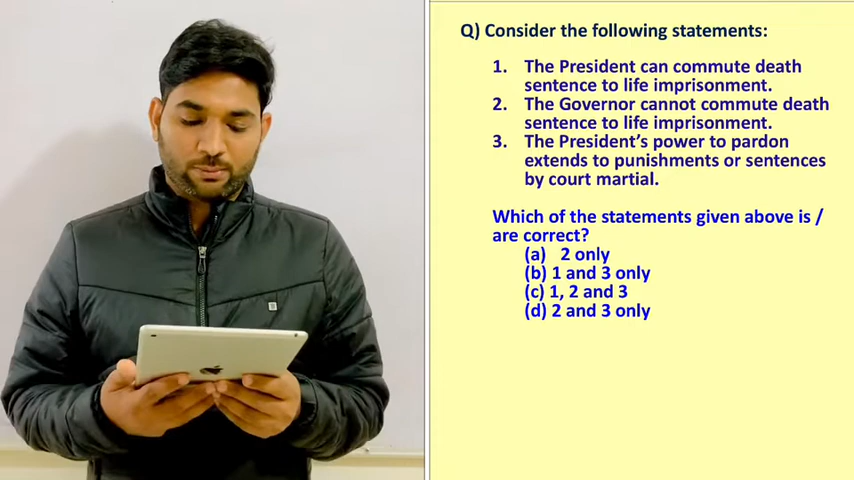 Q) Consider the following statements:
1. The President can commute death
sentence to life imprisonment.
2. The Governor cannot commute death
sentence to life imprisonment.
3. The President’s power to pardon
extends to punishments or sentences
by court martial.
Which of the statements given above is /
are correct?
(a) 2 only
(b) 1 and 3 only
(c) 1, 2 and 3
(d) 2 and 3 only